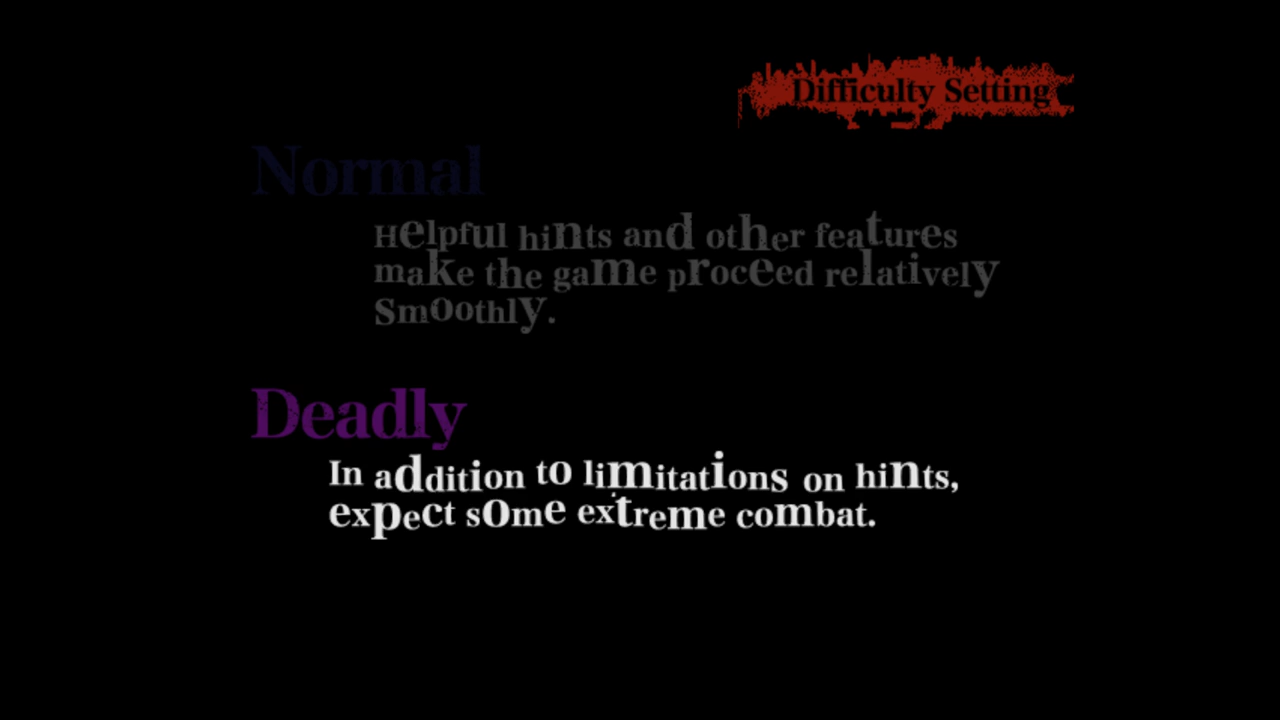 Difficulty Setting
Normal
Helpful hints and other features
make the game proceed relatively
smoothly.
Deadly
In addition to limitations on hints,
expect some extreme combat.